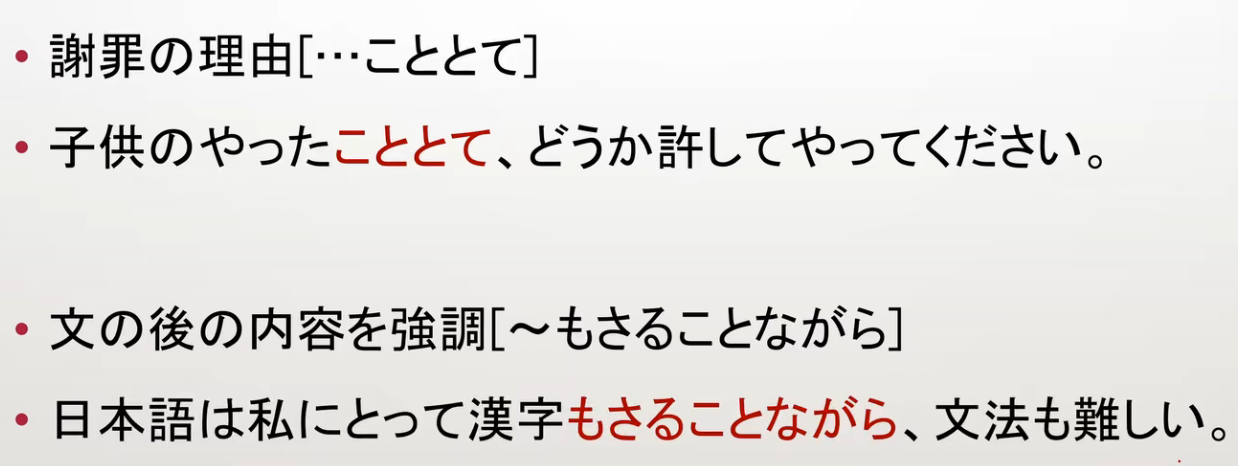 • 謝罪の理由[…こととて]
• 子供のやったこととて、どうか許してやってください。
• 文の後の内容を強調[～もさることながら]
• 日本語は私にとって漢字もさることながら、文法も難しい。